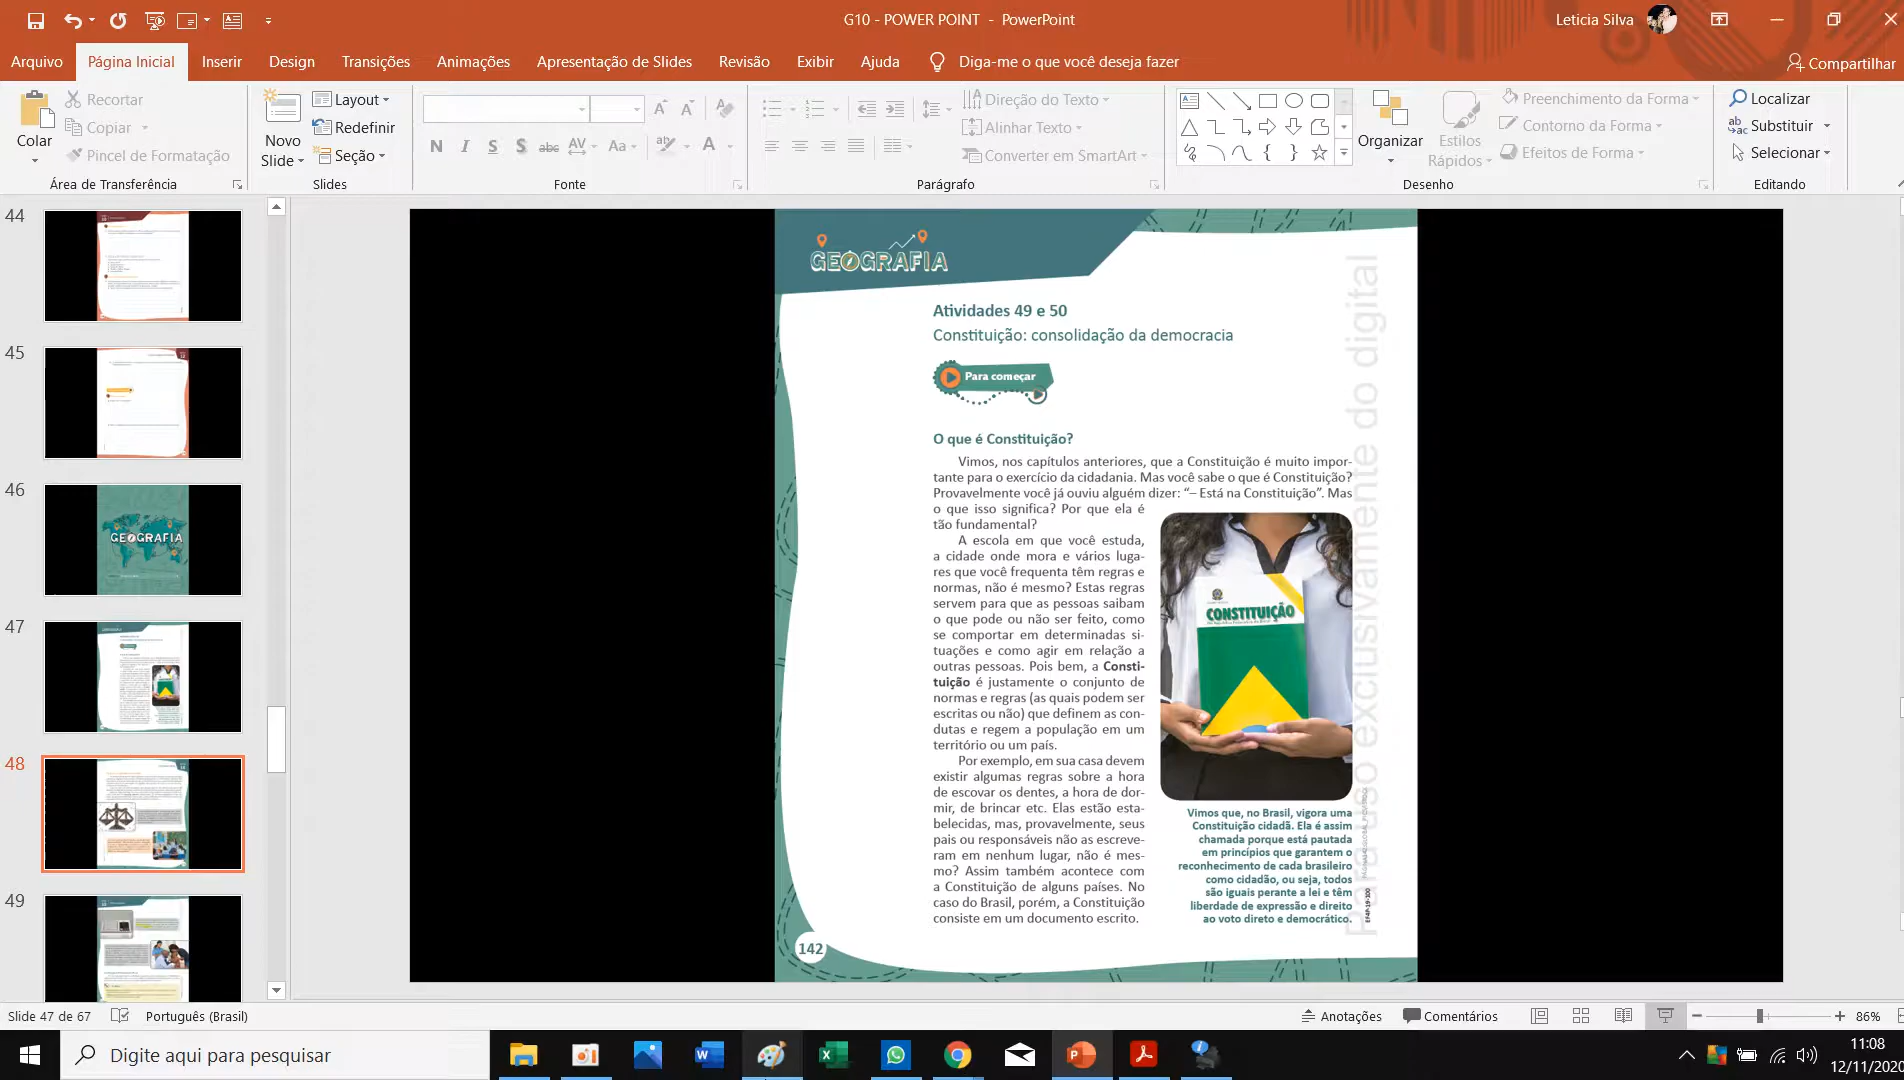 G10 - POWER POINT - PowerPoint
Leticia Silva
Arquivo
Página Inicial
Inserir
Design
Transições
Animações
Apresentação de Slides
Revisão
Exibir
Ajuda
Diga-me o que você deseja fazer
Compartilhar
Colar
Recortar
Copiar
Pincel de Formatação
Área de Transferência
Novo
Slide
Layout
Redefinir
Seção
Slides
N I S S abc AV Aa A
Fonte
Direção do Texto
Alinhar Texto
Converter em SmartArt
Parágrafo
Organizar
Estilos
Rápidos
Preenchimento da Forma
Contorno da Forma
Efeitos de Forma
Desenho
Localizar
Substituir
Selecionar
Editando
44
45
46
GEOGRAFIA
47
48
49
GEOGRAFIA
Atividades 49 e 50
Constituição: consolidação da democracia
Para começar
O que é Constituição?
Vimos, nos capítulos anteriores, que a Constituição é muito impor-
tante para o exercício da cidadania. Mas você sabe o que é Constituição?
Provavelmente você já ouviu alguém dizer: “– Está na Constituição”. Mas
o que isso significa? Por que ela é
tão fundamental?
A escola em que você estuda,
a cidade onde mora e vários luga-
res que você frequenta têm regras e
normas, não é mesmo? Estas regras
servem para que as pessoas saibam
o que pode ou não ser feito, como
se comportar em determinadas si-
tuações e como agir em relação a
outras pessoas. Pois bem, a Consti-
tuição é justamente o conjunto de
normas e regras (as quais podem ser
escritas ou não) que definem as con-
dutas e regem a população em um
território ou um país.
Por exemplo, em sua casa devem
existir algumas regras sobre a hora
de escovar os dentes, a hora de dor-
mir, de brincar etc. Elas estão esta-
belecidas, mas, provavelmente, seus
pais ou responsáveis não as escreve-
ram em nenhum lugar, não é mes-
mo? Assim também acontece com
a Constituição de alguns países. No
caso do Brasil, porém, a Constituição
consiste em um documento escrito.
CONSTITUIÇÃO
Vimos que, no Brasil, vigora uma
Constituição cidadã. Ela é assim
chamada porque está pautada
em princípios que garantem o
reconhecimento de cada brasileiro
como cidadão, ou seja, todos
são iguais perante a lei e têm
liberdade de expressão e direito
ao voto direto e democrático.
EF4P-19-300
Para uso exclusivamente do digital
142
Slide 47 de 67
Português (Brasil)
Anotações
Comentários
86%
Digite aqui para pesquisar
11:08
12/11/2020